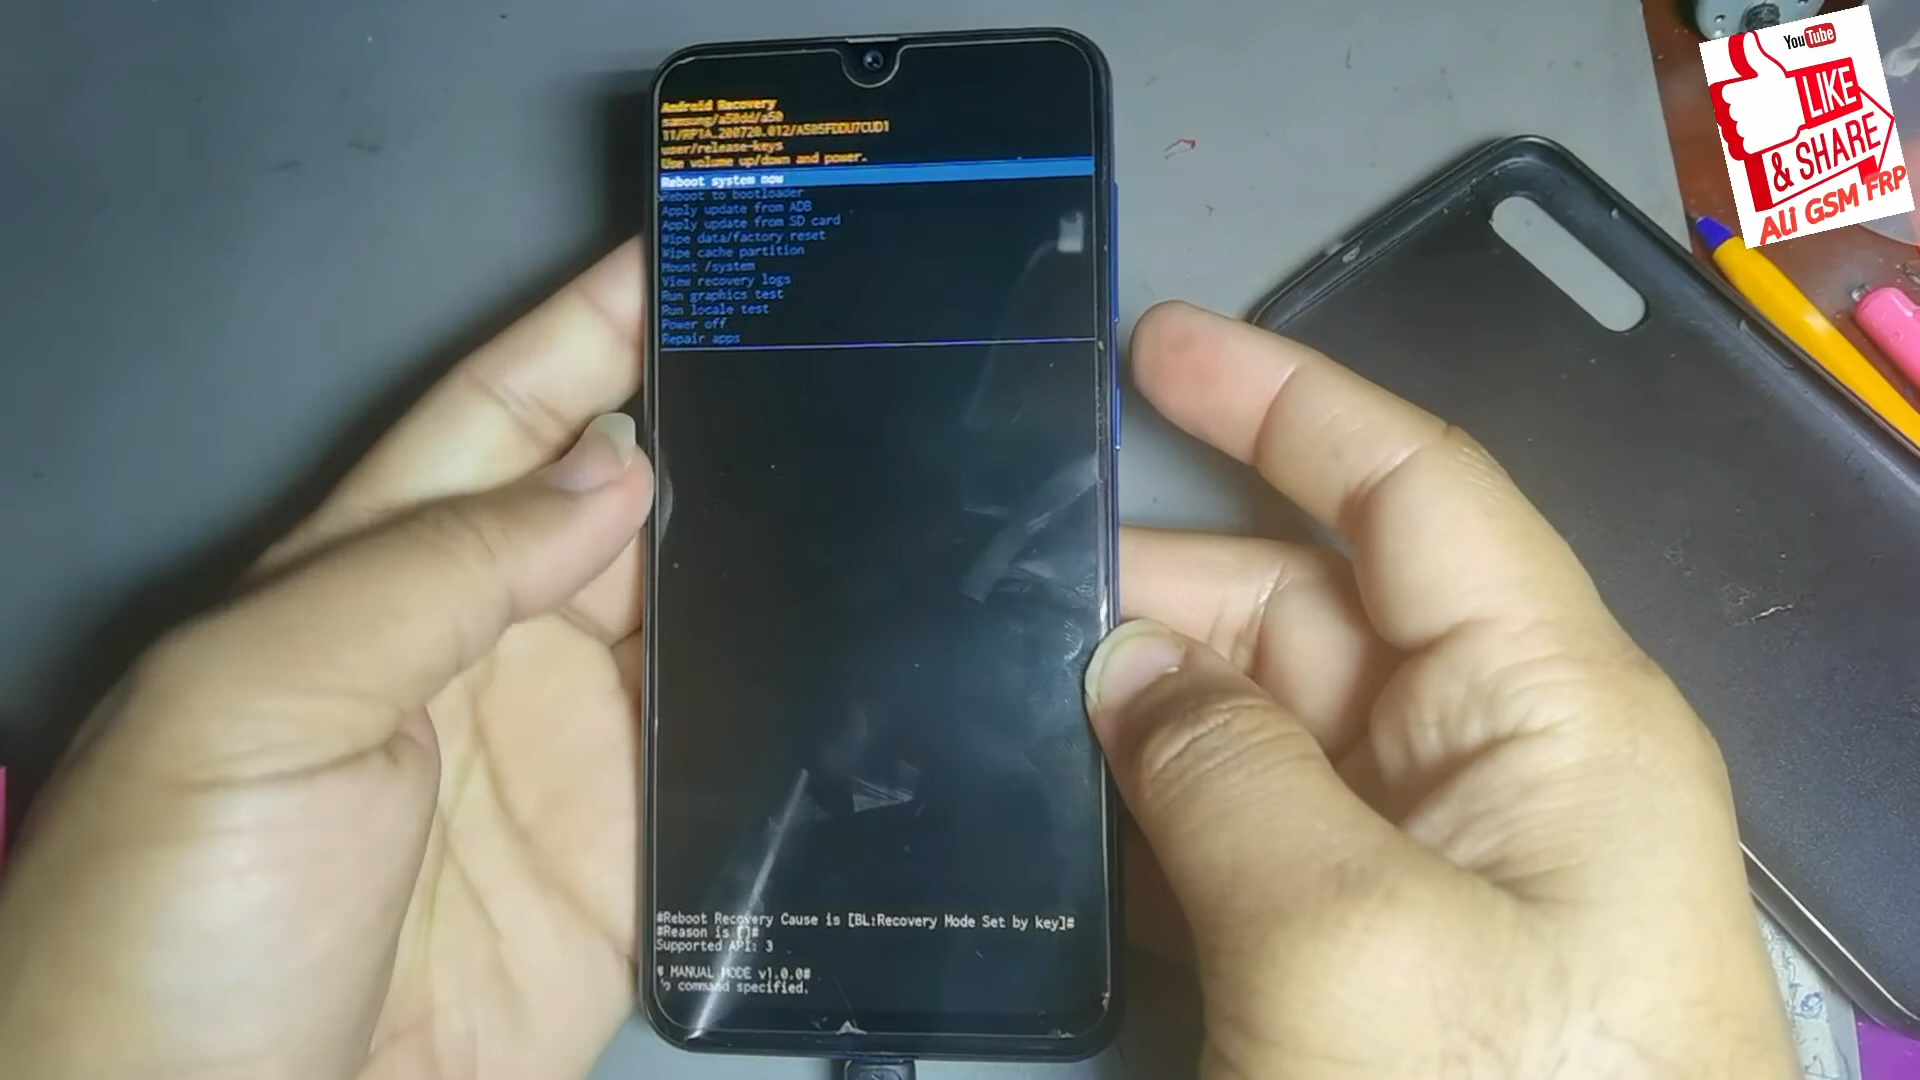 Android Recovery
samsung/a50dd/a50
11/RP1A.200720.012/A505FDDU7CUD1
user/release-keys
Use volume up/down and power.
Reboot system now
Reboot to bootloader
Apply update from ADB
Apply update from SD card
Wipe data/factory reset
Wipe cache partition
Mount /system
View recovery logs
Run graphics test
Run locale test
Power off
Repair apps
#Reboot Recovery Cause is [BL:Recovery Mode Set by key]#
#Reason is []#
Supported API: 3
# MANUAL MODE v1.0.0#
No command specified.
YouTube
LIKE
& SHARE
ALi GSM FRP